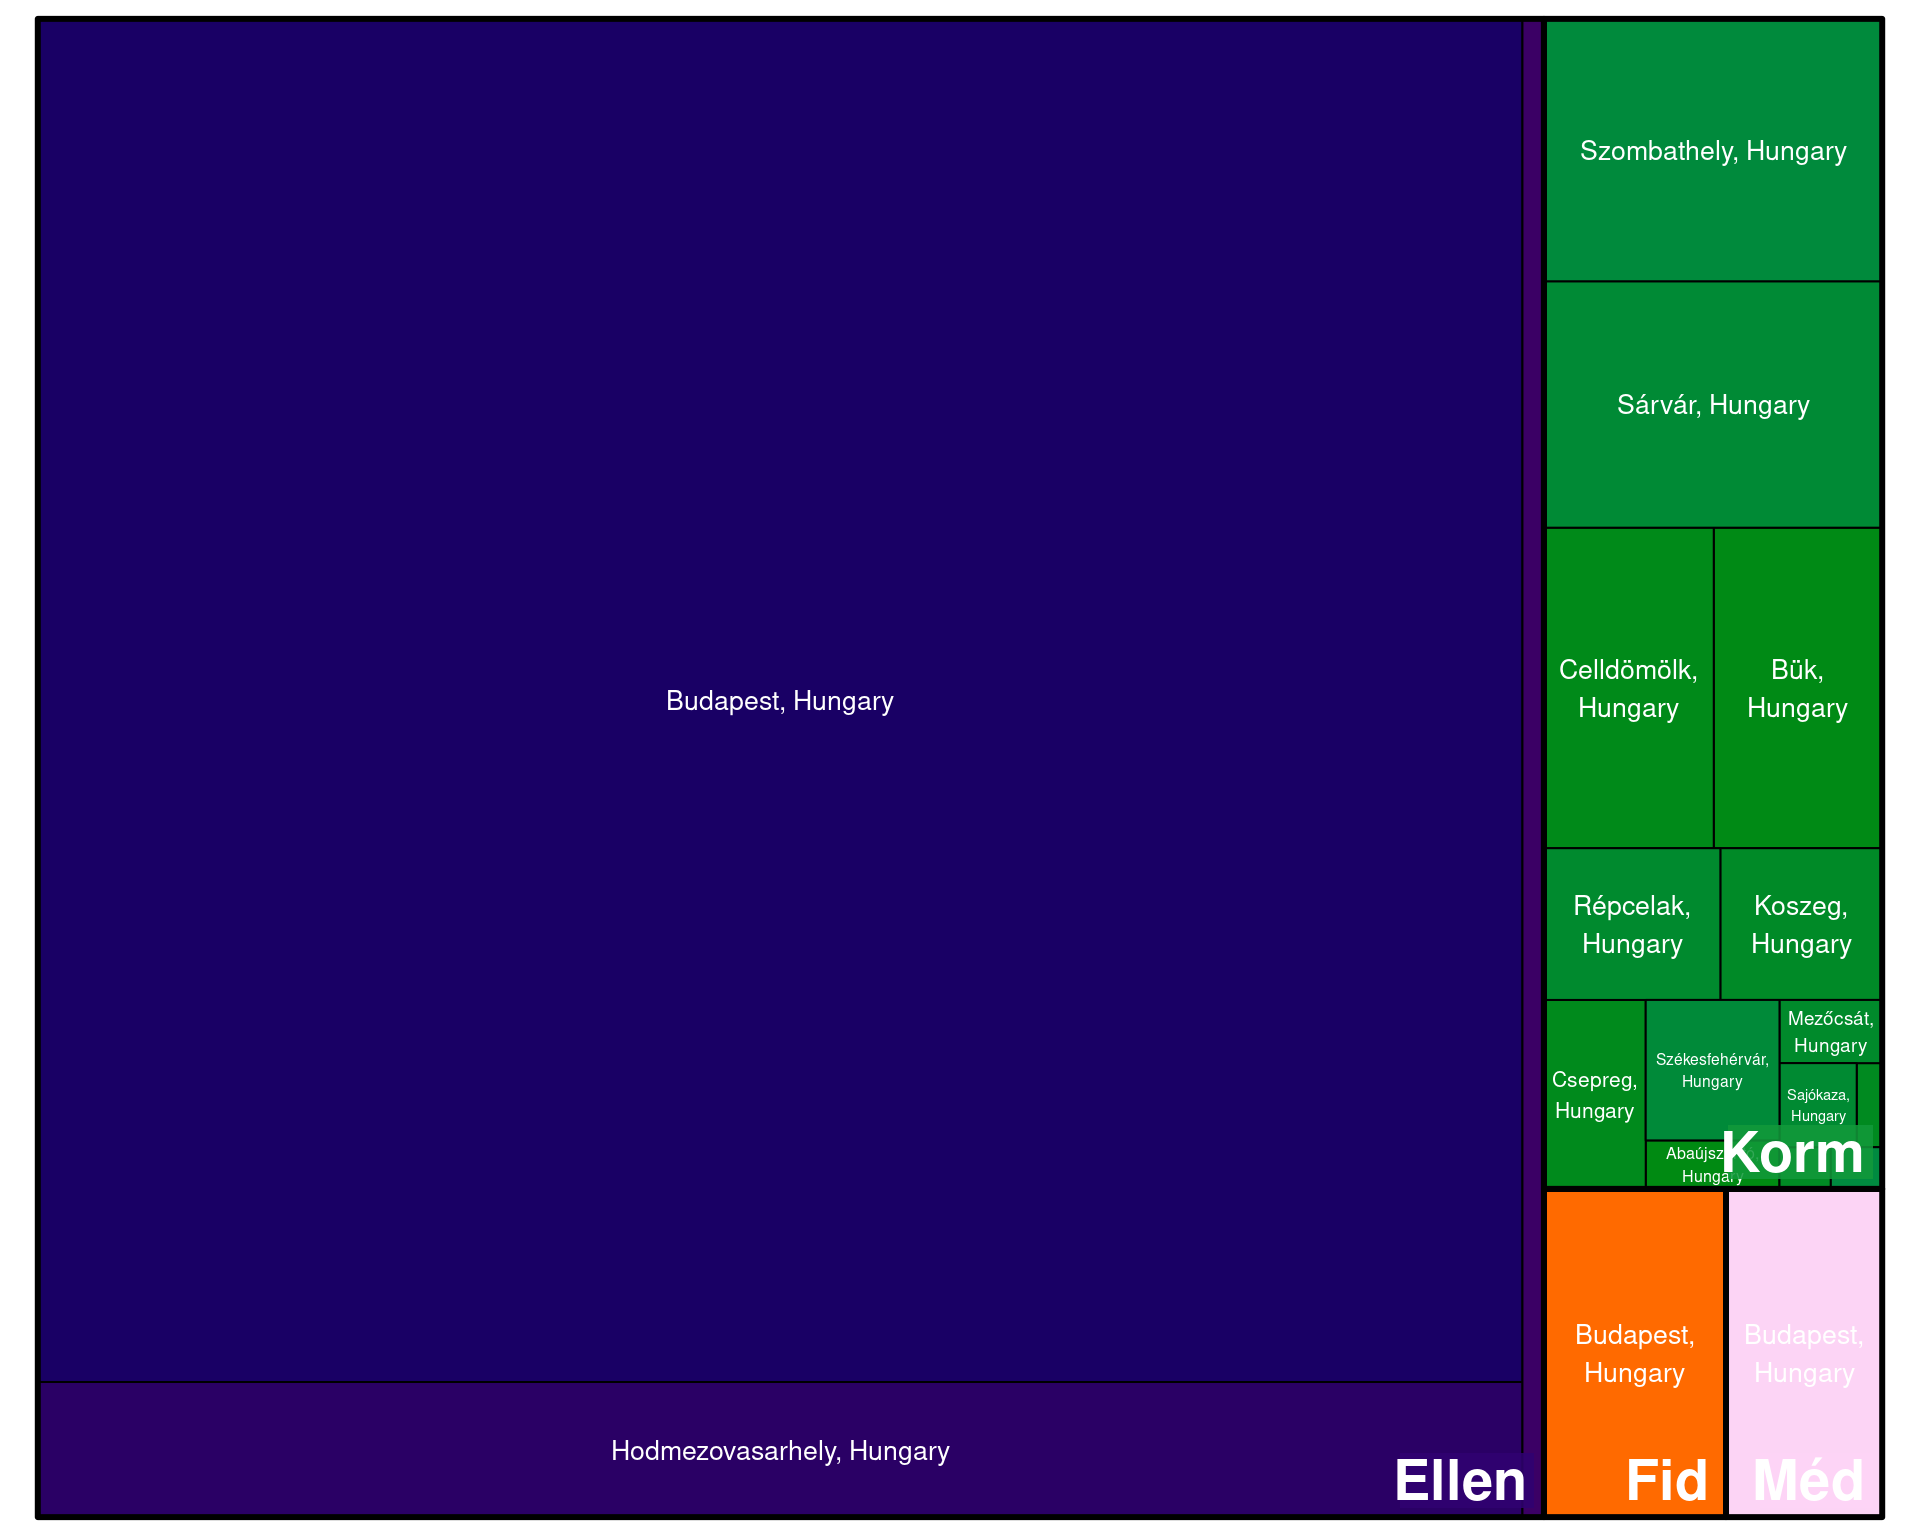 Budapest, Hungary
Hodmezovasarhely, Hungary
Ellen
Szombathely, Hungary
Sárvár, Hungary
Celldömölk,
Hungary
Bük,
Hungary
Répcelak,
Hungary
Koszeg,
Hungary
Csepreg,
Hungary
Székesfehérvár,
Hungary
Mezőcsát,
Hungary
Sajókaza,
Hungary
Hungary
Korm
Budapest,
Hungary
Fid
Budapest,
Hungary
Méd